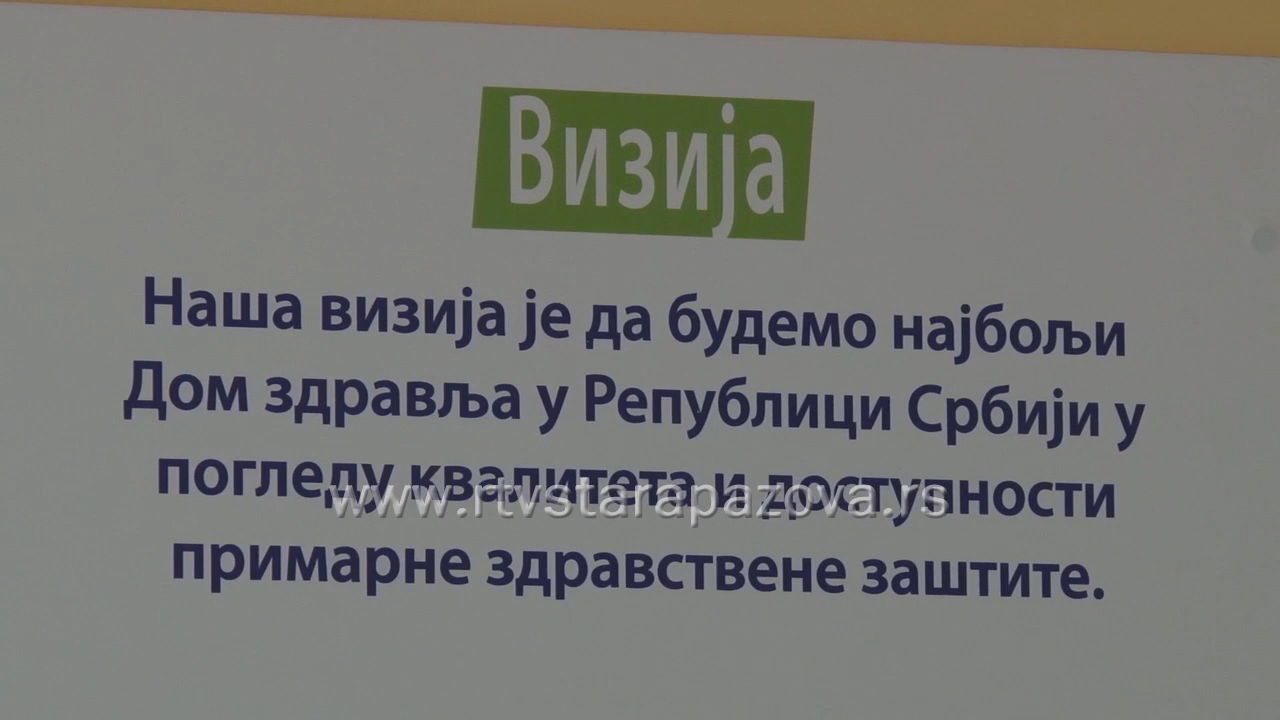 Визија
Наша визија је да будемо најбољи
Дом здравља у Републици Србији у
погледу квалитета и доступности
www.rtvstarapazova.rs
примарне здравствене заштите.